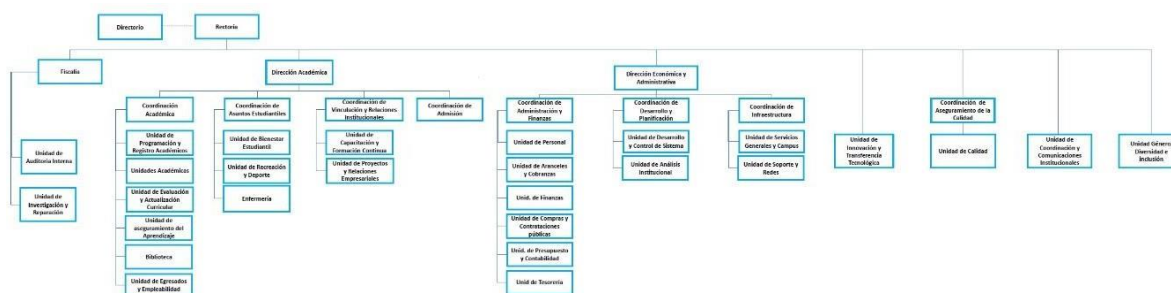 Directorio
Rectoría
Fiscalía
Dirección Académica
Dirección Económica y
Administrativa
Coordinación
Académica
Coordinación de
Asuntos Estudiantiles
Coordinación de
Vinculación y Relaciones
Institucionales
Coordinación de
Admisión
Coordinación de
Administración y
Finanzas
Coordinación de
Desarrollo y
Planificación
Coordinación de
Infraestructura
Coordinación de
Aseguramiento de la
Calidad
Unidad de
Auditoria Interna
Unidad de
Investigación y
Reparación
Unidad de
Programación y
Registro Académicos
Unidades Académicas
Unidad de Evaluación
y Actualización
Curricular
Unidad de
aseguramiento del
Aprendizaje
Biblioteca
Unidad de Egresados
y Empleabilidad
Unidad de Bienestar
Estudiantil
Unidad de Recreación
y Deporte
Enfermería
Unidad de
Capacitación y
Formación Continua
Unidad de Proyectos
y Relaciones
Empresariales
Unidad de Personal
Unidad de Aranceles y
Cobranzas
Unid. de Finanzas
Unidad de Compras y
Contrataciones
públicas
Unid. de Presupuesto
y Contabilidad
Unid de Tesorería
Unidad de Desarrollo
y Control de Sistema
Unidad de Análisis
Institucional
Unidad de Servicios
Generales y Campus
Unidad de Soporte y
Redes
Unidad de
Innovación y
Transferencia
Tecnológica
Unidad de Calidad
Unidad de
Coordinación y
Comunicaciones
Institucionales
Unidad Género,
Diversidad e
Inclusión